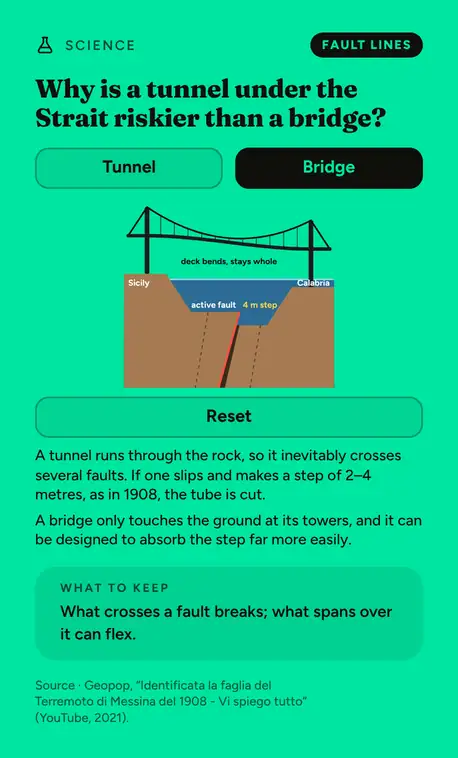 SCIENCE
FAULT LINES
Why is a tunnel under the
Strait riskier than a bridge?
Tunnel
Bridge
deck bends, stays whole
Sicily
Calabria
active fault
4 m step
Reset
A tunnel runs through the rock, so it inevitably crosses
several faults. If one slips and makes a step of 2–4
metres, as in 1908, the tube is cut.
A bridge only touches the ground at its towers, and it can
be designed to absorb the step far more easily.
WHAT TO KEEP
What crosses a fault breaks; what spans over
it can flex.
Source · Geopop, “Identificata la faglia del
Terremoto di Messina del 1908 - Vi spiego tutto”
(YouTube, 2021).